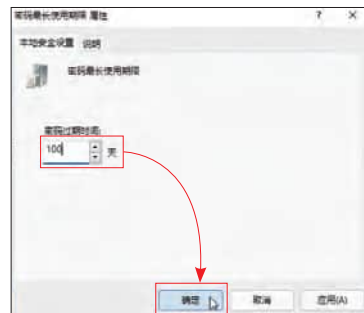 密码最长使用期限 属性
? ×
本地安全设置 说明
密码最长使用期限
密码过期时间:
100 天
确定 取消 应用(A)